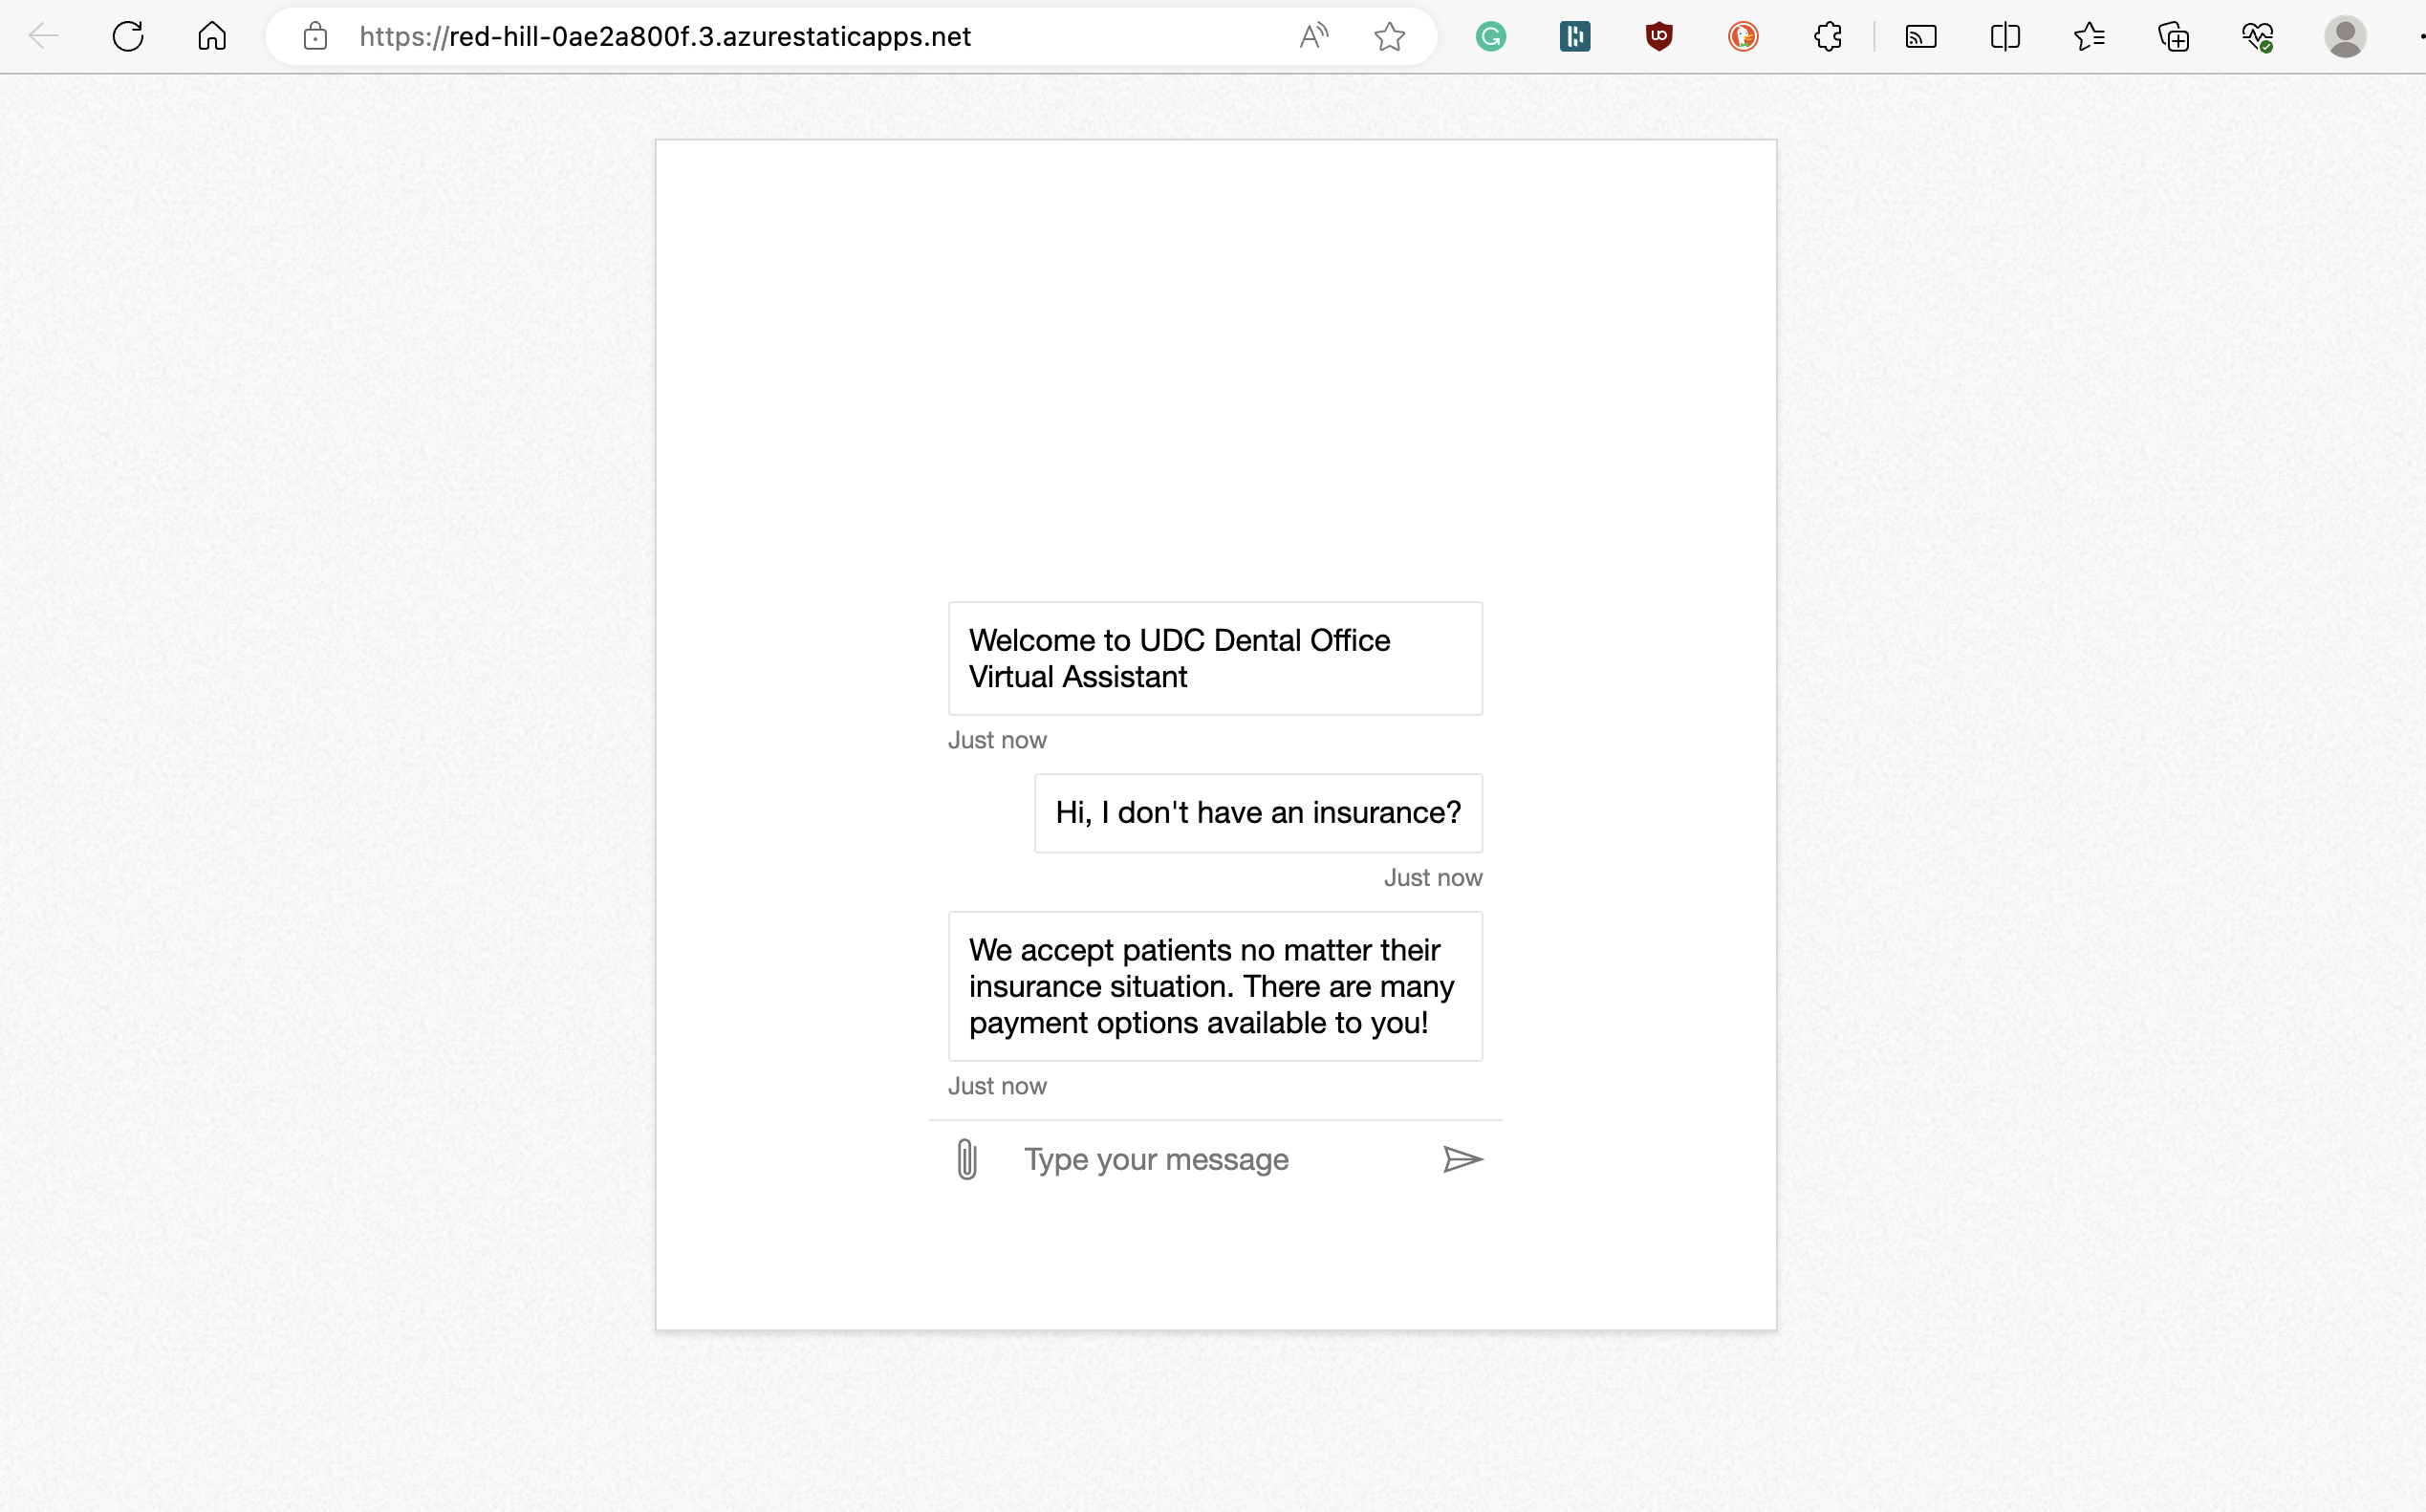 https://red-hill-0ae2a800f.3.azurestaticapps.net
Welcome to UDC Dental Office
Virtual Assistant
Just now
Hi, I don't have an insurance?
Just now
We accept patients no matter their
insurance situation. There are many
payment options available to you!
Just now
Type your message